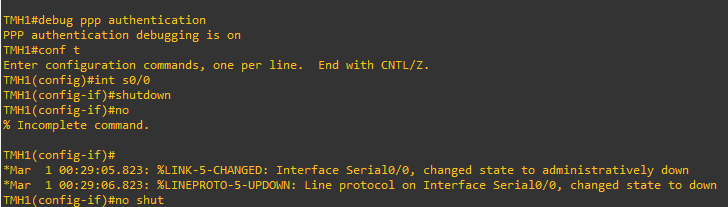 TMH1#debug ppp authentication
PPP authentication debugging is on
TMH1#conf t
Enter configuration commands, one per line.  End with CNTL/Z.
TMH1(config)#int s0/0
TMH1(config-if)#shutdown
TMH1(config-if)#no
% Incomplete command.
TMH1(config-if)#
*Mar  1 00:29:05.823: %LINK-5-CHANGED: Interface Serial0/0, changed state to administratively down
*Mar  1 00:29:06.823: %LINEPROTO-5-UPDOWN: Line protocol on Interface Serial0/0, changed state to down
TMH1(config-if)#no shut